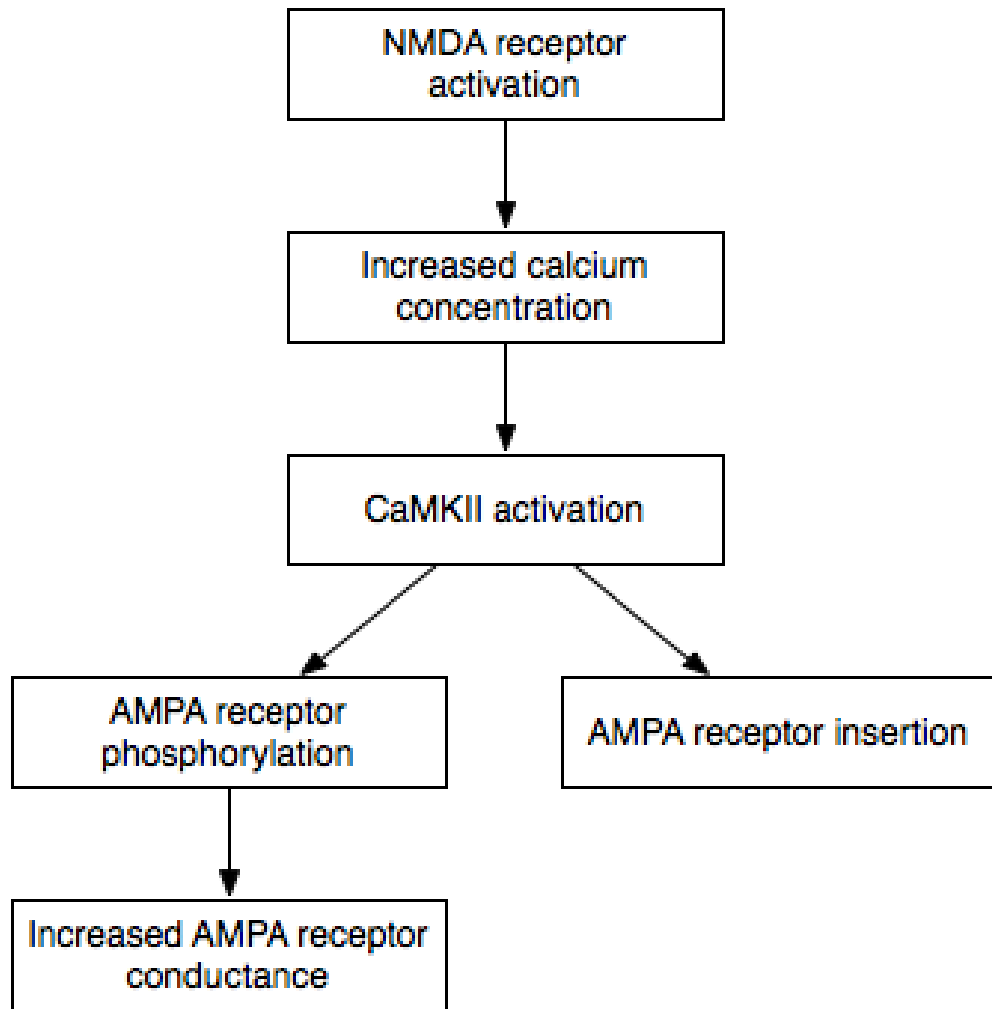 NMDA receptor
activation
Increased calcium
concentration
CaMKII activation
AMPA receptor
phosphorylation
AMPA receptor insertion
Increased AMPA receptor
conductance